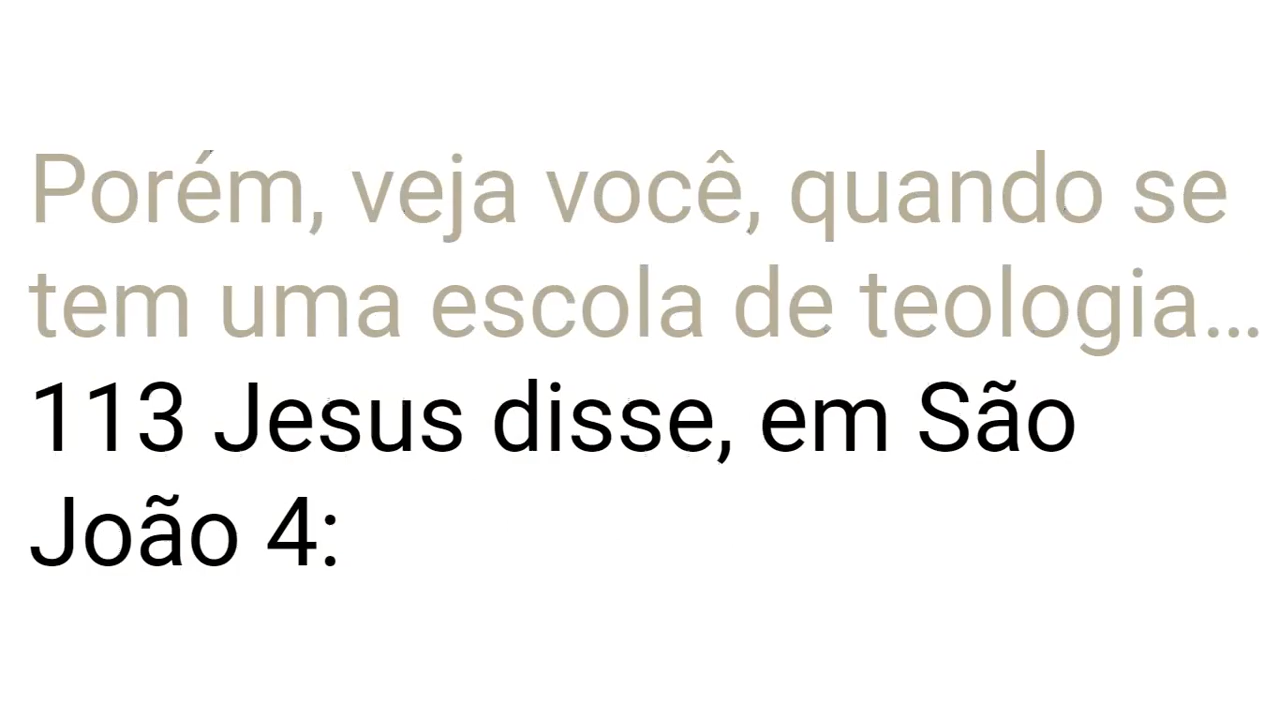 Porém, veja você, quando se
tem uma escola de teologia...
113 Jesus disse, em São
João 4: